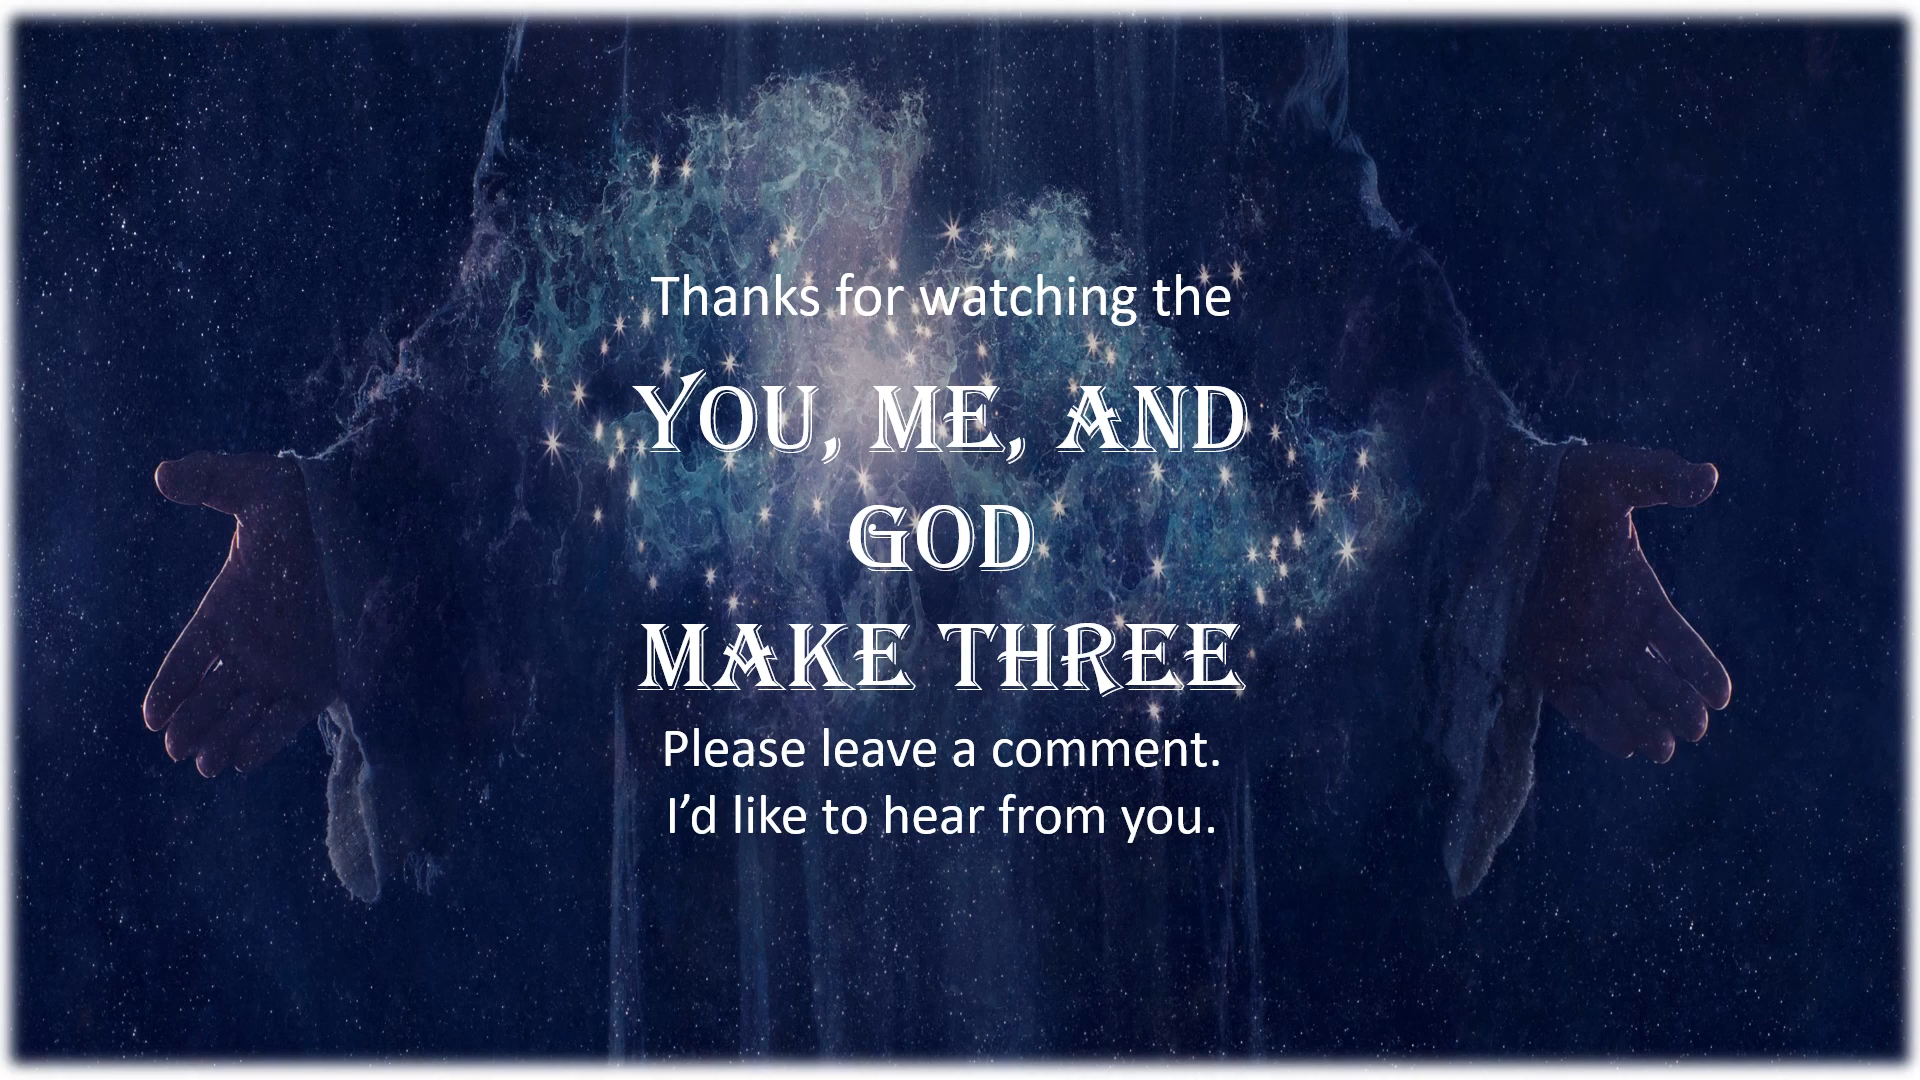 Thanks for watching the
YOU, ME, AND
GOD
MAKE THREE
Please leave a comment.
I’d like to hear from you.